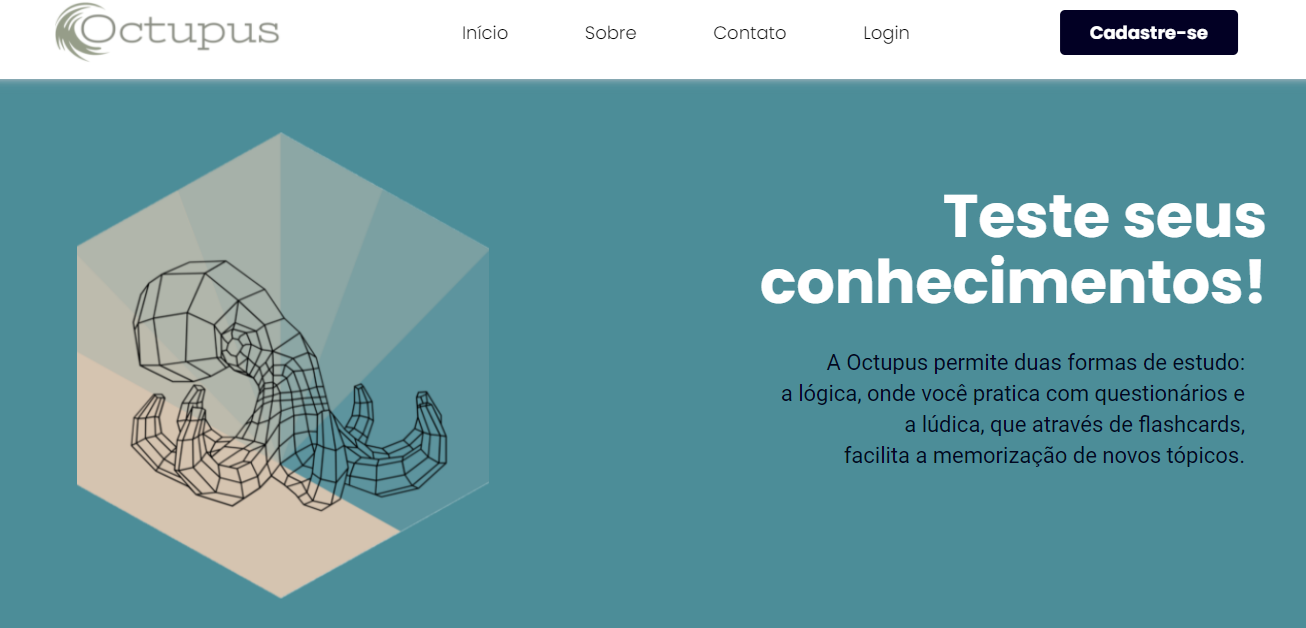 Octupus
Início
Sobre
Contato
Login
Cadastre-se
Teste seus
conhecimentos!
A Octupus permite duas formas de estudo:
a lógica, onde você pratica com questionários e
a lúdica, que através de flashcards,
facilita a memorização de novos tópicos.